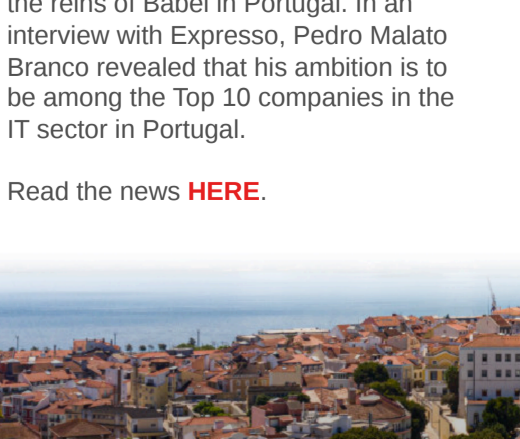 the reins of Babel in Portugal. In an
interview with Expresso, Pedro Malato
Branco revealed that his ambition is to
be among the Top 10 companies in the
IT sector in Portugal.
Read the news HERE.